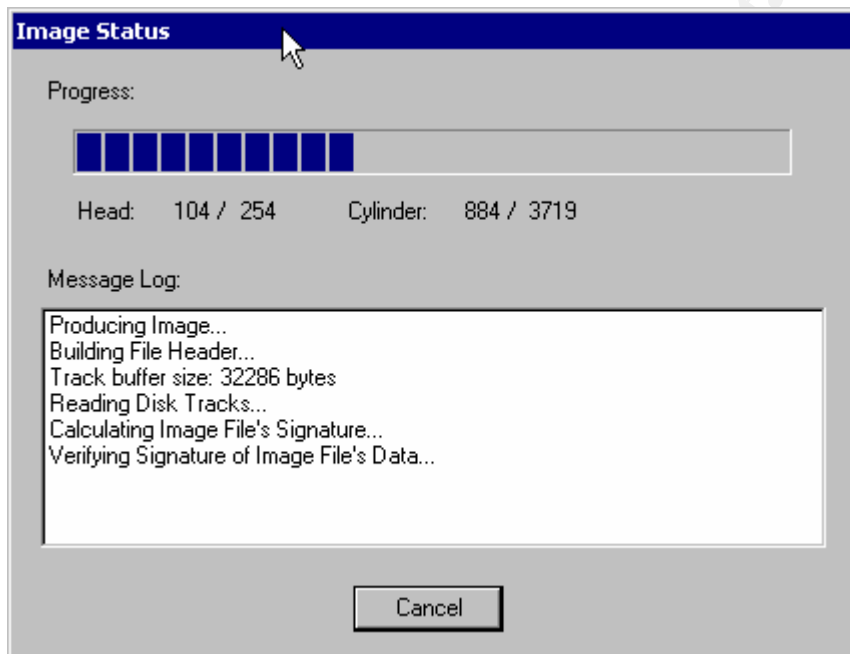 Image Status
Progress:
Head: 104 / 254 Cylinder: 884 / 3719
Message Log:
Producing Image...
Building File Header...
Track buffer size: 32286 bytes
Reading Disk Tracks...
Calculating Image File's Signature...
Verifying Signature of Image File's Data...
Cancel